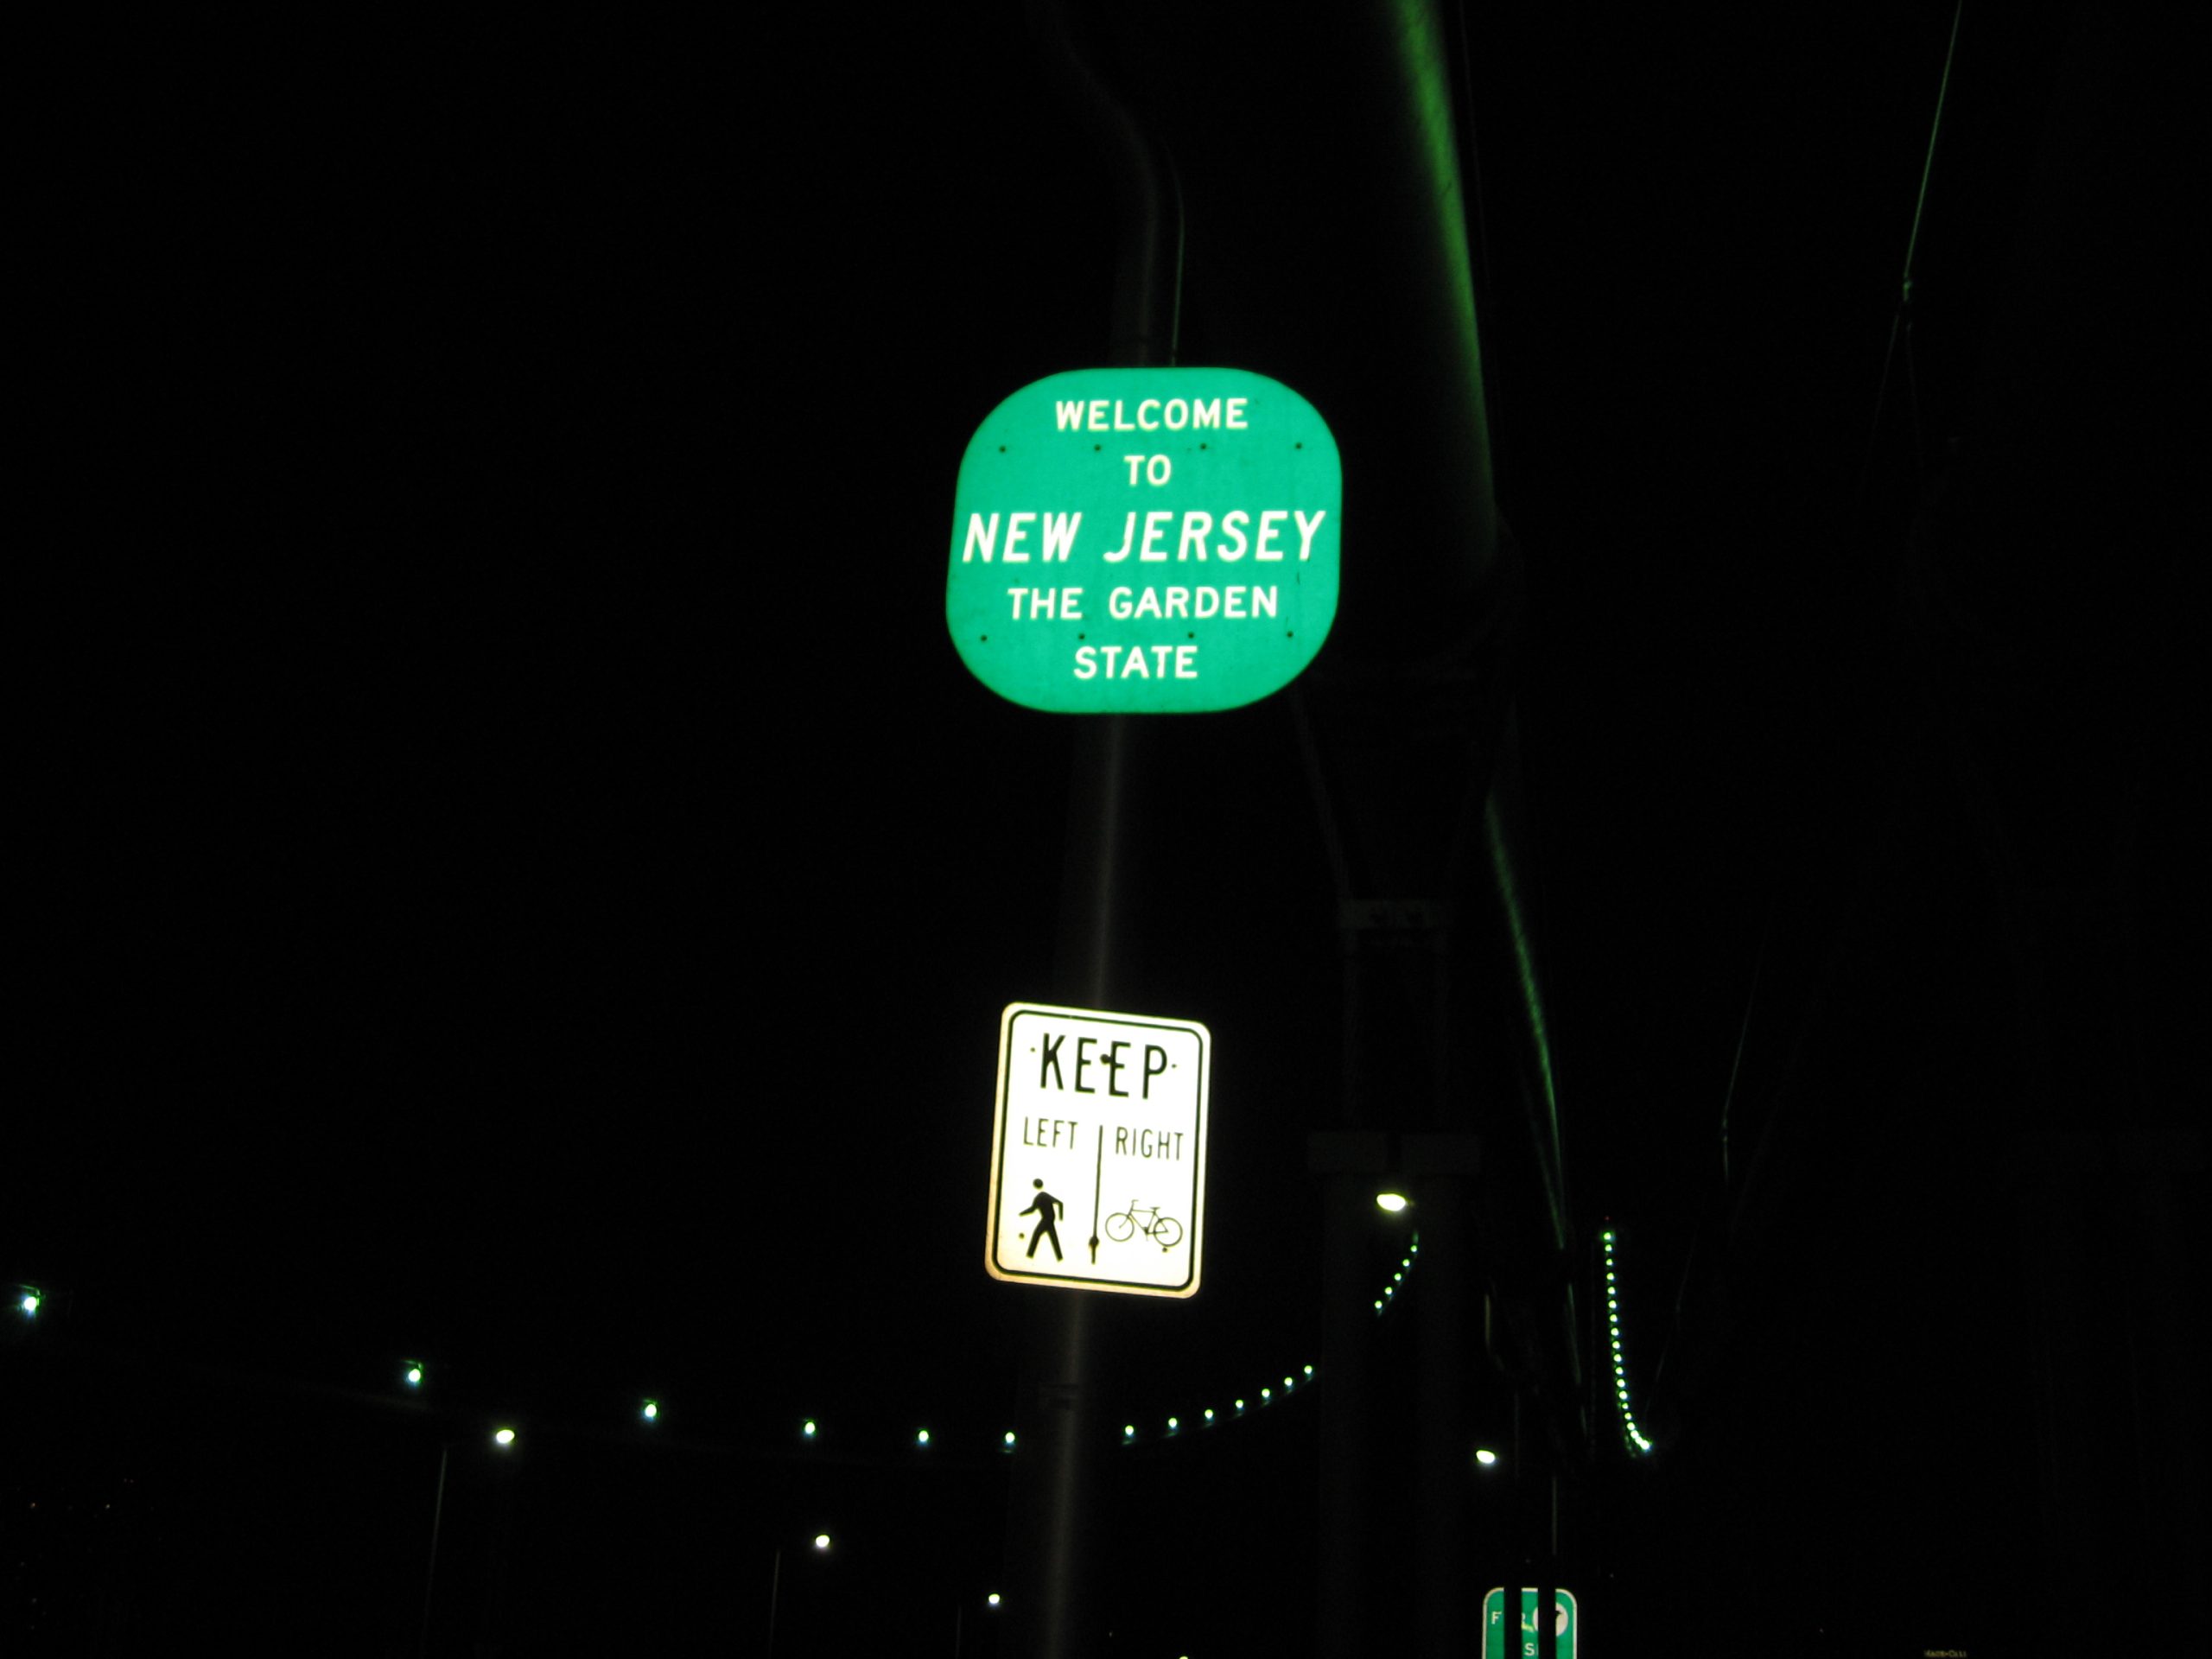 WELCOME
TO
NEW JERSEY
THE GARDEN
STATE
KEEP
LEFT RIGHT